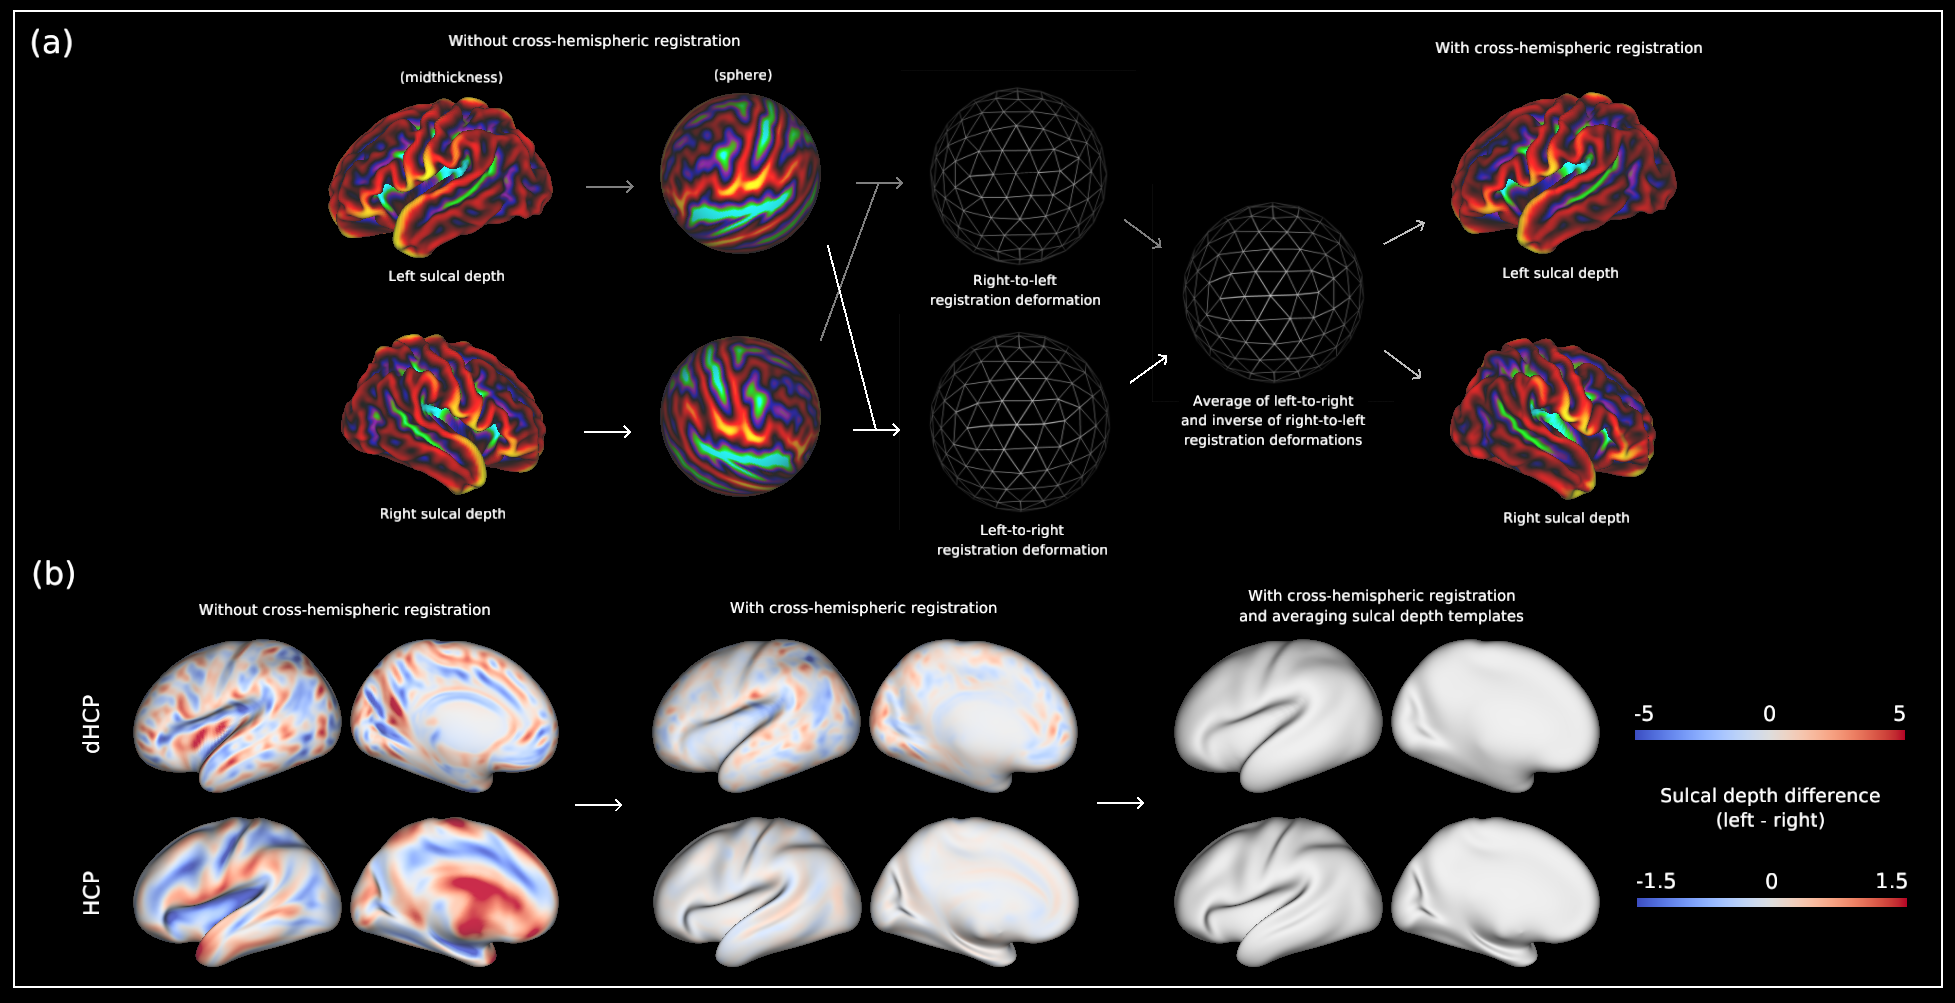 (a)
Without cross-hemispheric registration
With cross-hemispheric registration
(midthickness)
(sphere)
Left sulcal depth
Right-to-left
registration deformation
Left sulcal depth
Average of left-to-right
and inverse of right-to-left
registration deformations
Right sulcal depth
Left-to-right
registration deformation
Right sulcal depth
(b)
Without cross-hemispheric registration
With cross-hemispheric registration
With cross-hemispheric registration
and averaging sulcal depth templates
dHCP
-5 0 5
Sulcal depth difference
(left - right)
HCP
-1.5 0 1.5